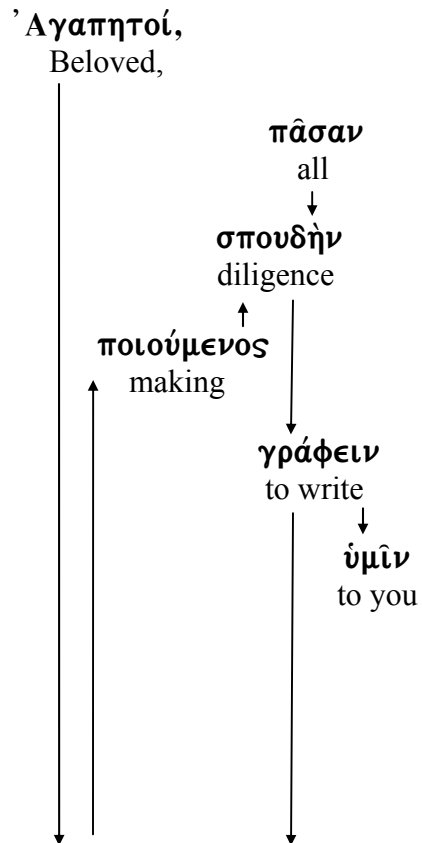 Ἀγαπητοί,
Beloved,
πᾶσαν
all
σπουδὴν
diligence
ποιούμενος
making
γράφειν
to write
ὑμῖν
to you